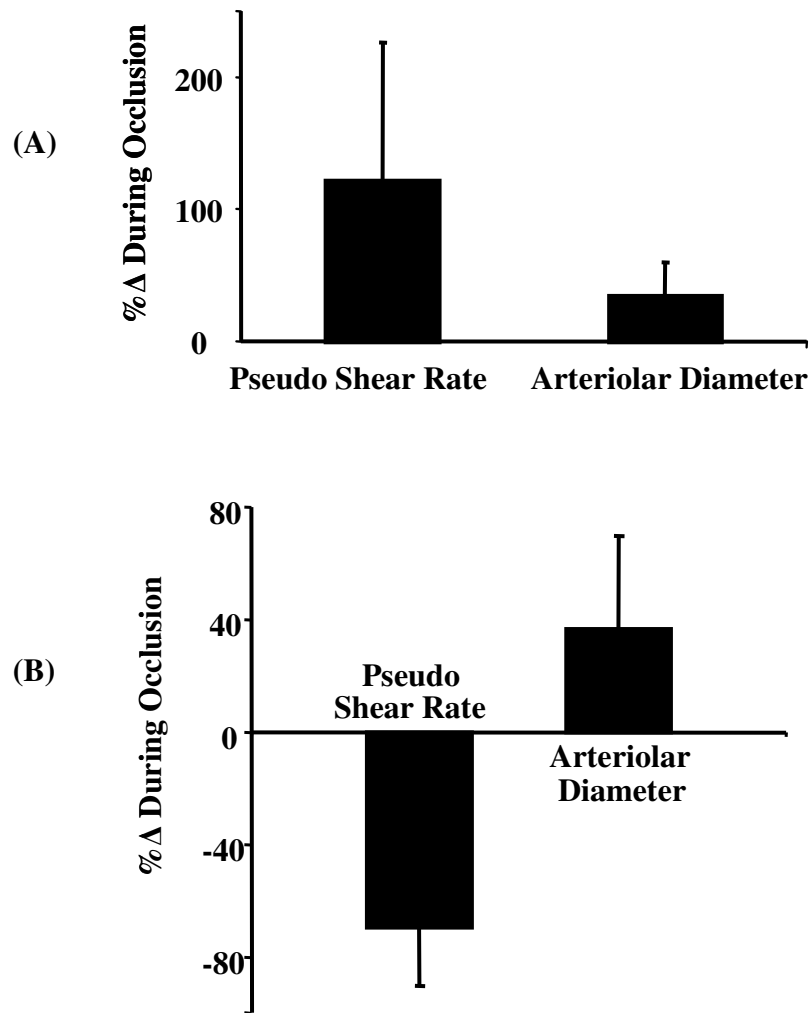 (A)
%Δ During Occlusion
200
100
0
Pseudo Shear Rate
Arteriolar Diameter
(B)
%Δ During Occlusion
80
40
0
-40
-80
Pseudo
Shear Rate
Arteriolar
Diameter